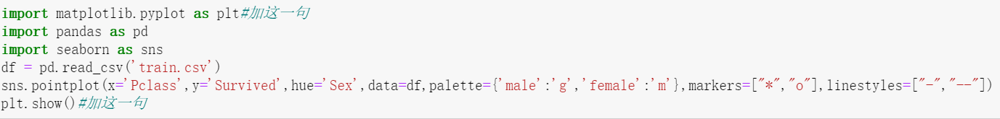 import matplotlib.pyplot as plt#加这一句
import pandas as pd
import seaborn as sns
df = pd.read_csv('train.csv')
sns.pointplot(x='Pclass',y='Survived',hue='Sex',data=df,palette={'male':'g','female':'m'},markers=["*","o"],linestyles=["-","--"])
plt.show()#加这一句